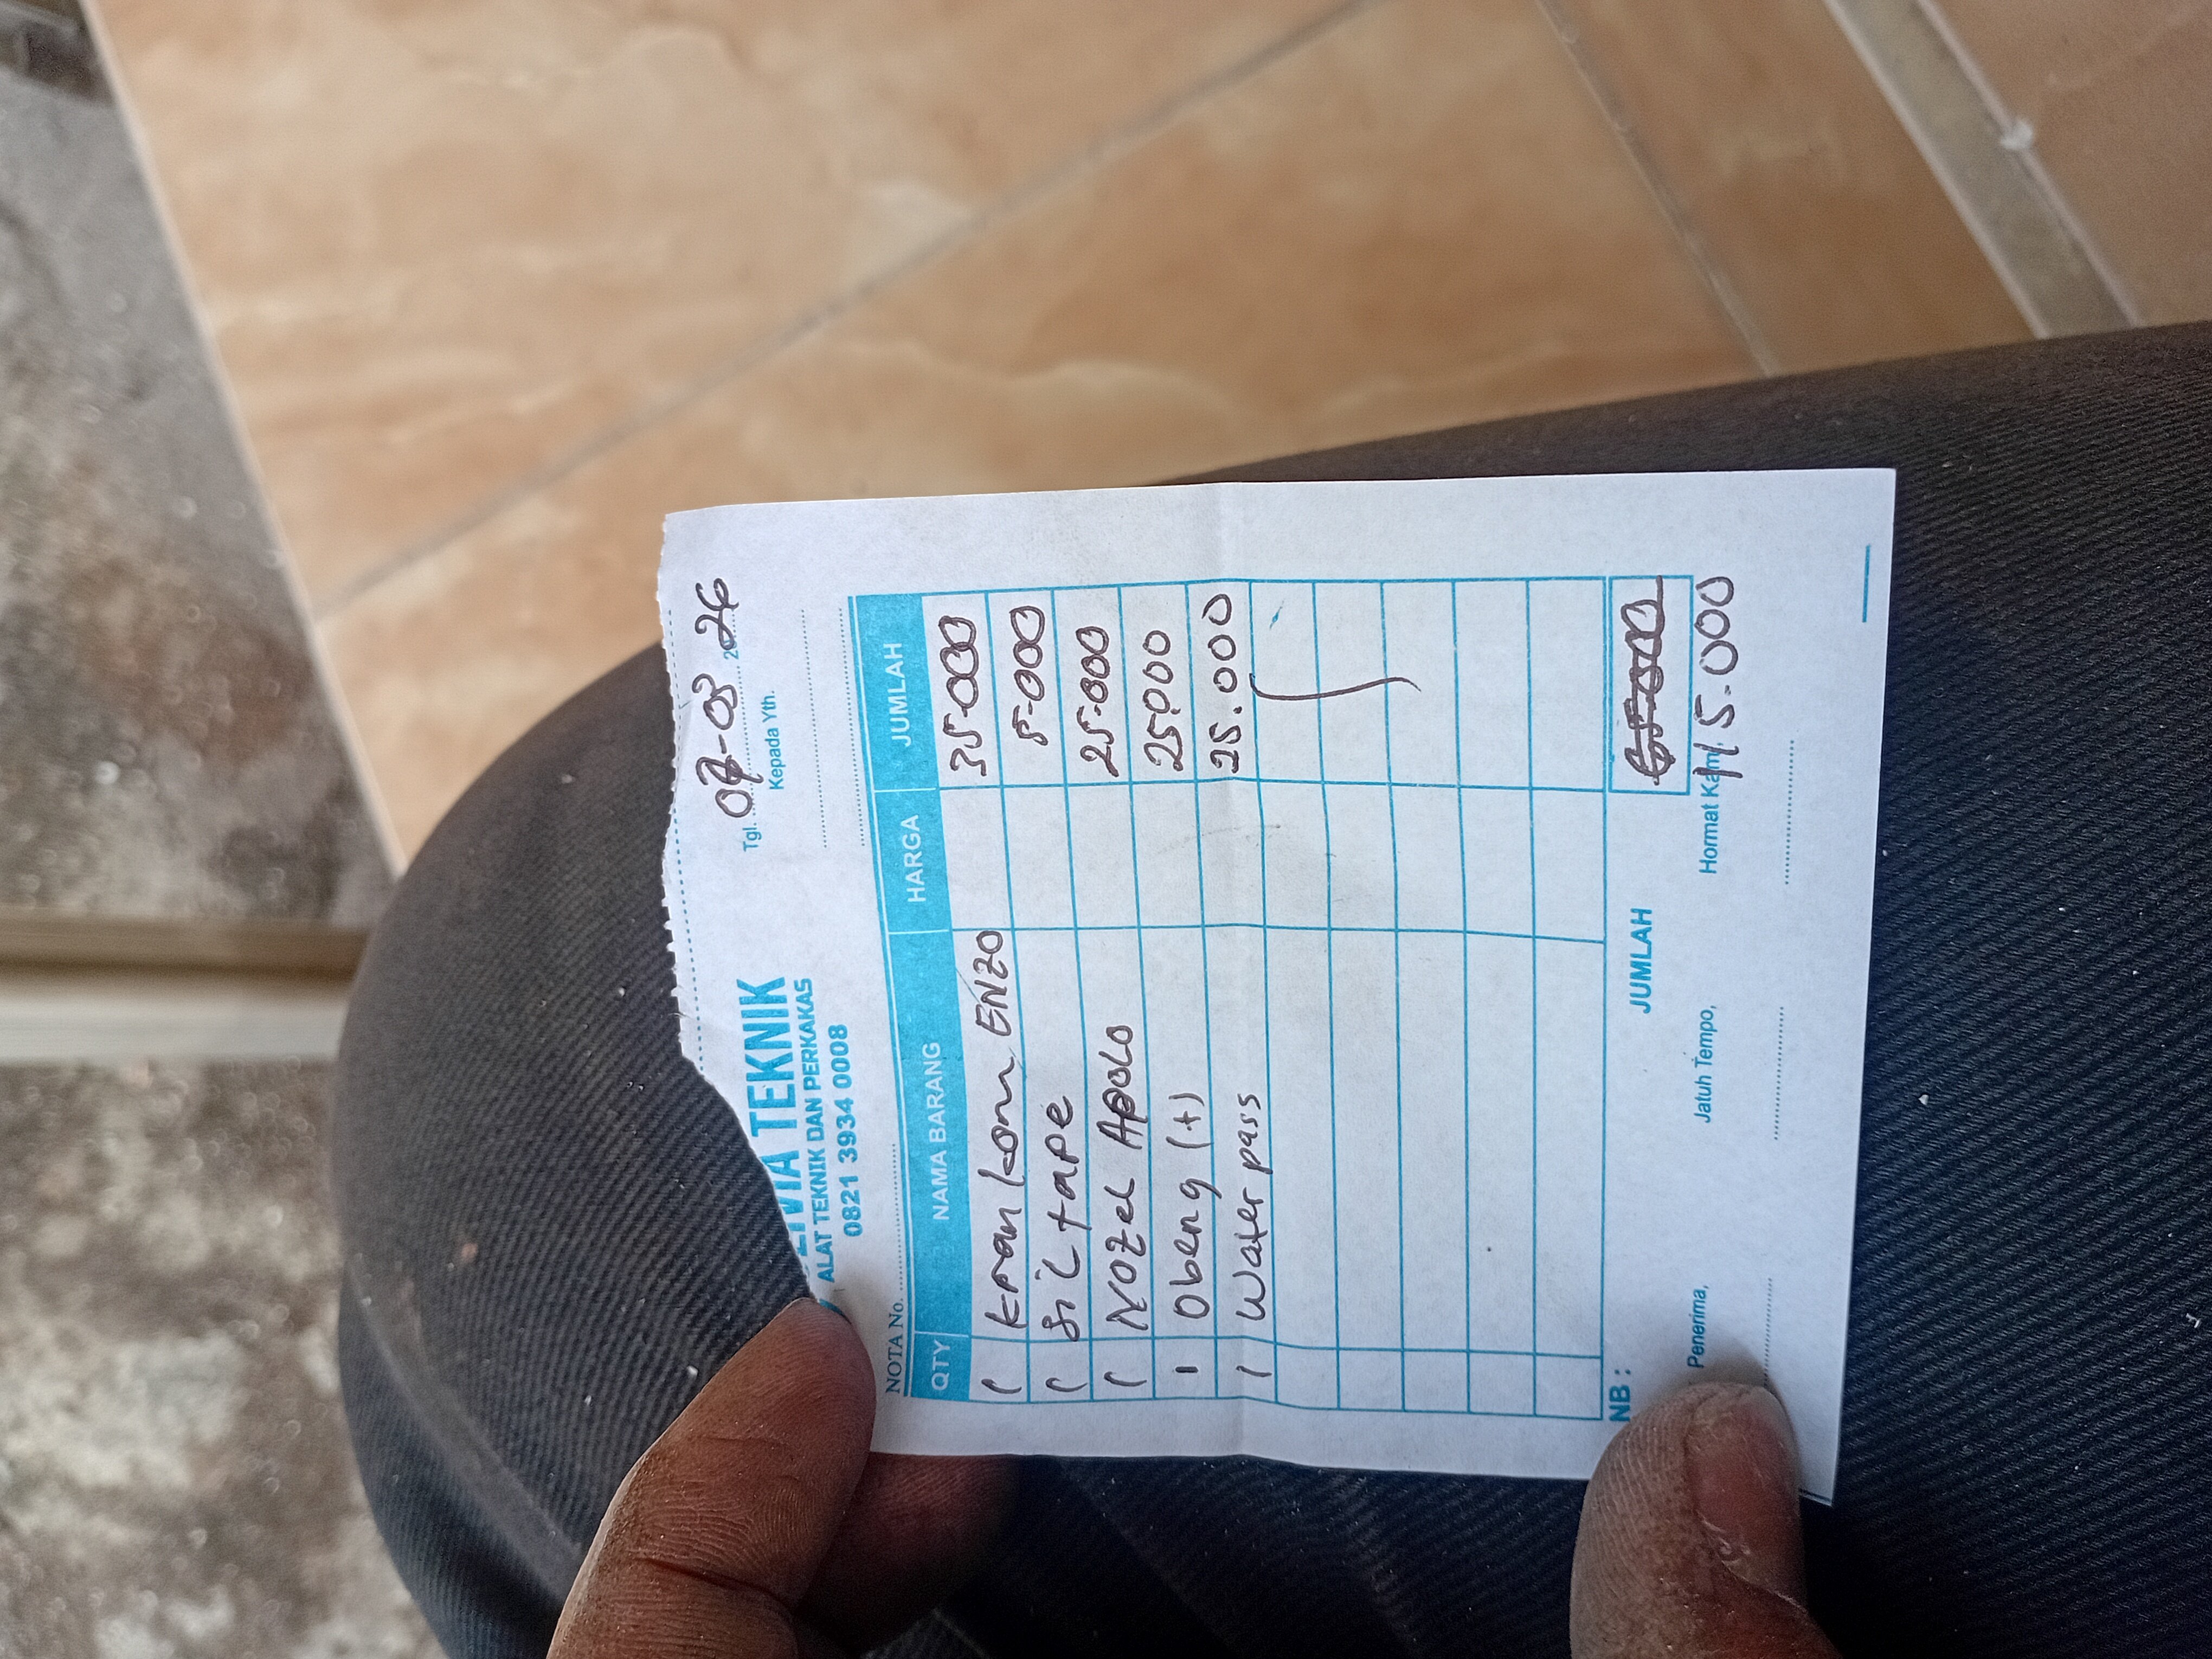 TEKNIK
ALAT TEKNIK DAN PERKAKAS
0821 3934 0008
Tgl. 07-03 2026
Kepada Yth.
NOTA No.
QTY NAMA BARANG HARGA JUMLAH
1 kran kom ENZO 35.000
1 sil tape 5.000
1 Nozel Apolo 25.000
1 Obeng (+) 25.000
1 Water pass 25.000
NB : JUMLAH
115.000
Penerima, Jatuh Tempo, Hormat Kami